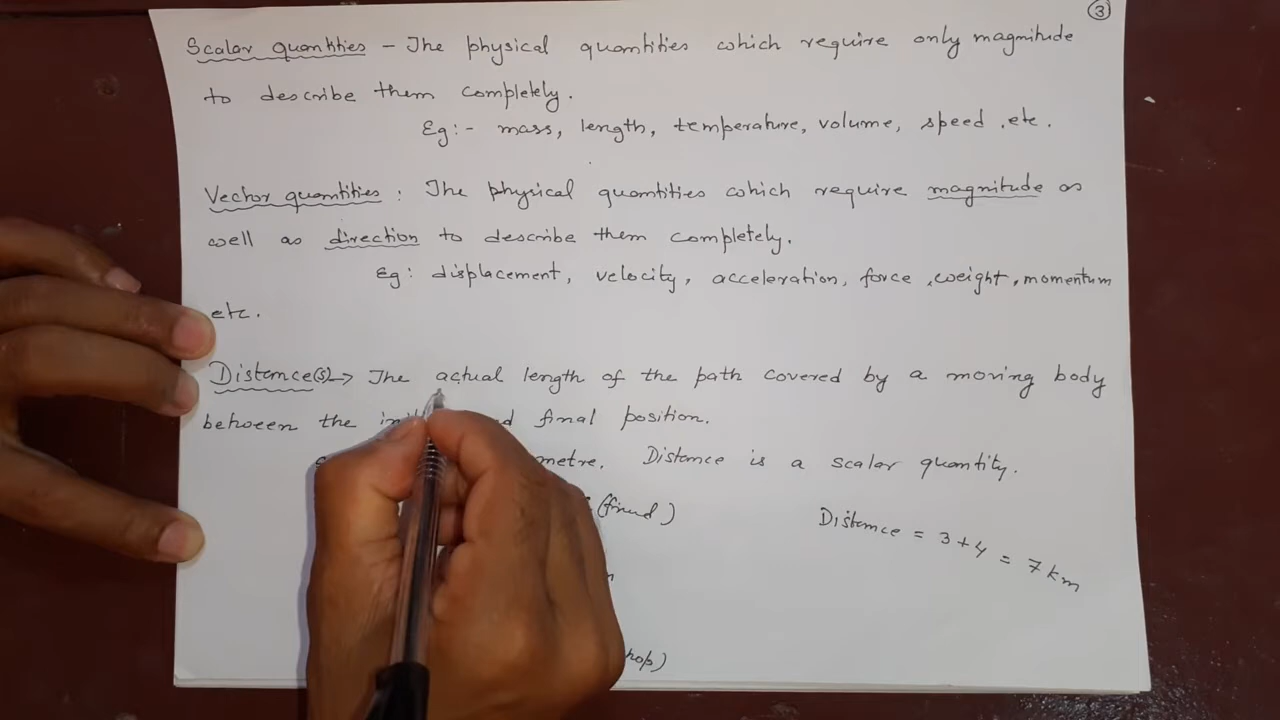 3
Scalar quantities - The physical quantities which require only magnitude
to describe them completely.
Eg:- mass, length, temperature, volume, speed, etc.
Vector quantities : The physical quantities which require magnitude as
well as direction to describe them completely.
Eg: displacement, velocity, acceleration, force, weight, momentum
etc.
Distance(s)→ The actual length of the path covered by a moving body
between the final position.
metre. Distance is a scalar quantity.
Distance = 3 + 4 = 7 km